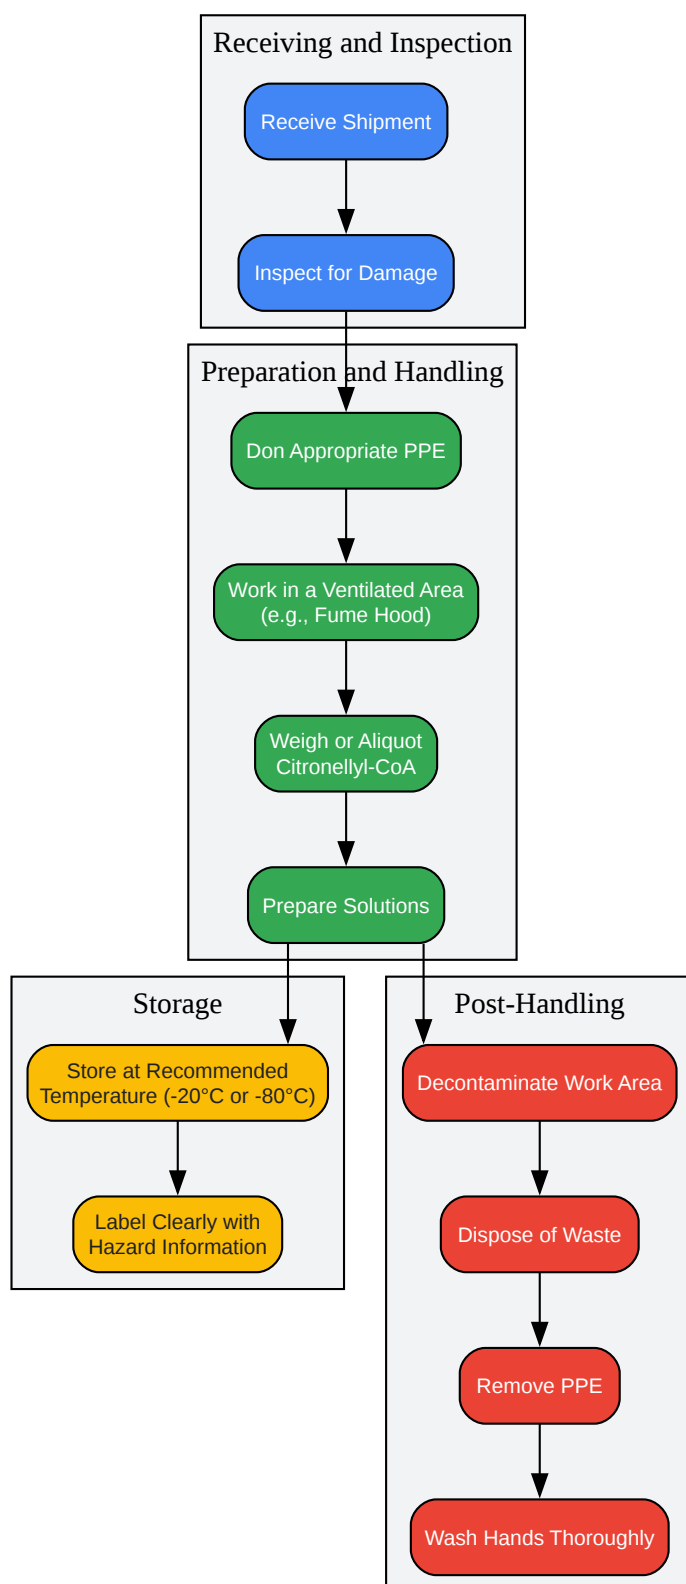 Receiving and Inspection
Receive Shipment
Inspect for Damage
Preparation and Handling
Don Appropriate PPE
Work in a Ventilated Area
(e.g., Fume Hood)
Weigh or Aliquot
Citronellyl-CoA
Prepare Solutions
Storage
Store at Recommended
Temperature (-20°C or -80°C)
Label Clearly with
Hazard Information
Post-Handling
Decontaminate Work Area
Dispose of Waste
Remove PPE
Wash Hands Thoroughly